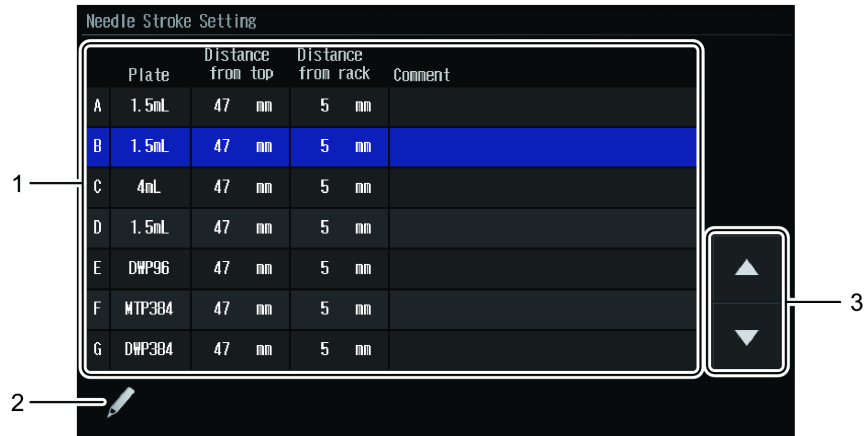 Needle Stroke Setting
Plate Distance from top Distance from rack Comment
A 1.5mL 47 mm 5 mm
B 1.5mL 47 mm 5 mm
C 4mL 47 mm 5 mm
D 1.5mL 47 mm 5 mm
E DWP96 47 mm 5 mm
F MTP384 47 mm 5 mm
G DWP384 47 mm 5 mm
1
2
3